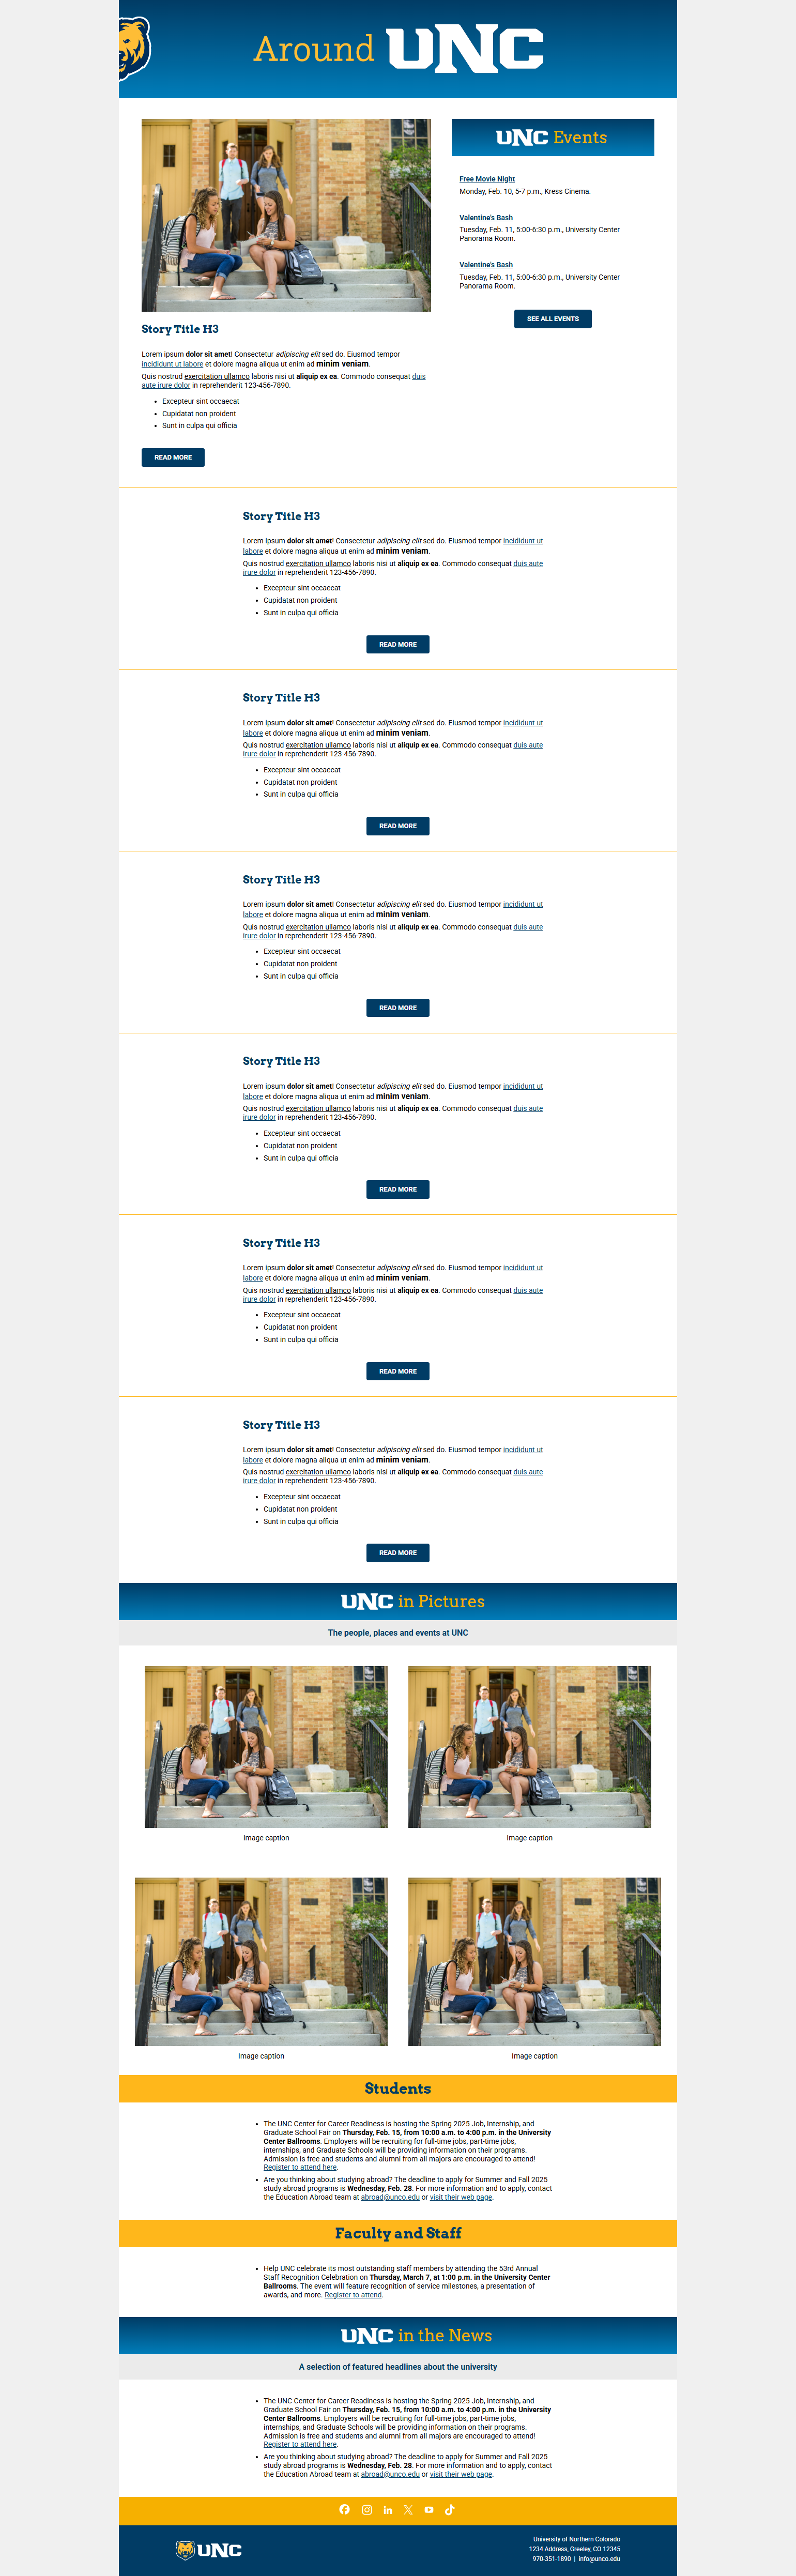 Around UNC
UNC Events
Free Movie Night
Monday, Feb. 10, 5-7 p.m., Kress Cinema.
Valentine's Bash
Tuesday, Feb. 11, 5:00-6:30 p.m., University Center
Panorama Room.
Valentine's Bash
Tuesday, Feb. 11, 5:00-6:30 p.m., University Center
Panorama Room.
SEE ALL EVENTS
Story Title H3
Lorem ipsum dolor sit amet! Consectetur adipiscing elit sed do. Eiusmod tempor
incididunt ut labore et dolore magna aliqua ut enim ad minim veniam.
Quis nostrud exercitation ullamco laboris nisi ut aliquip ex ea. Commodo consequat duis
aute irure dolor in reprehenderit 123-456-7890.
• Excepteur sint occaecat
• Cupidatat non proident
• Sunt in culpa qui officia
READ MORE
Story Title H3
Lorem ipsum dolor sit amet! Consectetur adipiscing elit sed do. Eiusmod tempor incididunt ut
labore et dolore magna aliqua ut enim ad minim veniam.
Quis nostrud exercitation ullamco laboris nisi ut aliquip ex ea. Commodo consequat duis aute
irure dolor in reprehenderit 123-456-7890.
• Excepteur sint occaecat
• Cupidatat non proident
• Sunt in culpa qui officia
READ MORE
Story Title H3
Lorem ipsum dolor sit amet! Consectetur adipiscing elit sed do. Eiusmod tempor incididunt ut
labore et dolore magna aliqua ut enim ad minim veniam.
Quis nostrud exercitation ullamco laboris nisi ut aliquip ex ea. Commodo consequat duis aute
irure dolor in reprehenderit 123-456-7890.
• Excepteur sint occaecat
• Cupidatat non proident
• Sunt in culpa qui officia
READ MORE
Story Title H3
Lorem ipsum dolor sit amet! Consectetur adipiscing elit sed do. Eiusmod tempor incididunt ut
labore et dolore magna aliqua ut enim ad minim veniam.
Quis nostrud exercitation ullamco laboris nisi ut aliquip ex ea. Commodo consequat duis aute
irure dolor in reprehenderit 123-456-7890.
• Excepteur sint occaecat
• Cupidatat non proident
• Sunt in culpa qui officia
READ MORE
Story Title H3
Lorem ipsum dolor sit amet! Consectetur adipiscing elit sed do. Eiusmod tempor incididunt ut
labore et dolore magna aliqua ut enim ad minim veniam.
Quis nostrud exercitation ullamco laboris nisi ut aliquip ex ea. Commodo consequat duis aute
irure dolor in reprehenderit 123-456-7890.
• Excepteur sint occaecat
• Cupidatat non proident
• Sunt in culpa qui officia
READ MORE
Story Title H3
Lorem ipsum dolor sit amet! Consectetur adipiscing elit sed do. Eiusmod tempor incididunt ut
labore et dolore magna aliqua ut enim ad minim veniam.
Quis nostrud exercitation ullamco laboris nisi ut aliquip ex ea. Commodo consequat duis aute
irure dolor in reprehenderit 123-456-7890.
• Excepteur sint occaecat
• Cupidatat non proident
• Sunt in culpa qui officia
READ MORE
Story Title H3
Lorem ipsum dolor sit amet! Consectetur adipiscing elit sed do. Eiusmod tempor incididunt ut
labore et dolore magna aliqua ut enim ad minim veniam.
Quis nostrud exercitation ullamco laboris nisi ut aliquip ex ea. Commodo consequat duis aute
irure dolor in reprehenderit 123-456-7890.
• Excepteur sint occaecat
• Cupidatat non proident
• Sunt in culpa qui officia
READ MORE
UNC in Pictures
The people, places and events at UNC
Image caption
Image caption
Image caption
Image caption
Students
• The UNC Center for Career Readiness is hosting the Spring 2025 Job, Internship, and
Graduate School Fair on Thursday, Feb. 15, from 10:00 a.m. to 4:00 p.m. in the University
Center Ballrooms. Employers will be recruiting for full-time jobs, part-time jobs,
internships, and Graduate Schools will be providing information on their programs.
Admission is free and students and alumni from all majors are encouraged to attend!
Register to attend here.
• Are you thinking about studying abroad? The deadline to apply for Summer and Fall 2025
study abroad programs is Wednesday, Feb. 28. For more information and to apply, contact
the Education Abroad team at abroad@unco.edu or visit their web page.
Faculty and Staff
• Help UNC celebrate its most outstanding staff members by attending the 53rd Annual
Staff Recognition Celebration on Thursday, March 7, at 1:00 p.m. in the University Center
Ballrooms. The event will feature recognition of service milestones, a presentation of
awards, and more. Register to attend.
UNC in the News
A selection of featured headlines about the university
• The UNC Center for Career Readiness is hosting the Spring 2025 Job, Internship, and
Graduate School Fair on Thursday, Feb. 15, from 10:00 a.m. to 4:00 p.m. in the University
Center Ballrooms. Employers will be recruiting for full-time jobs, part-time jobs,
internships, and Graduate Schools will be providing information on their programs.
Admission is free and students and alumni from all majors are encouraged to attend!
Register to attend here.
• Are you thinking about studying abroad? The deadline to apply for Summer and Fall 2025
study abroad programs is Wednesday, Feb. 28. For more information and to apply, contact
the Education Abroad team at abroad@unco.edu or visit their web page.
UNC
University of Northern Colorado
1234 Address, Greeley, CO 12345
970-351-1890 | info@unco.edu